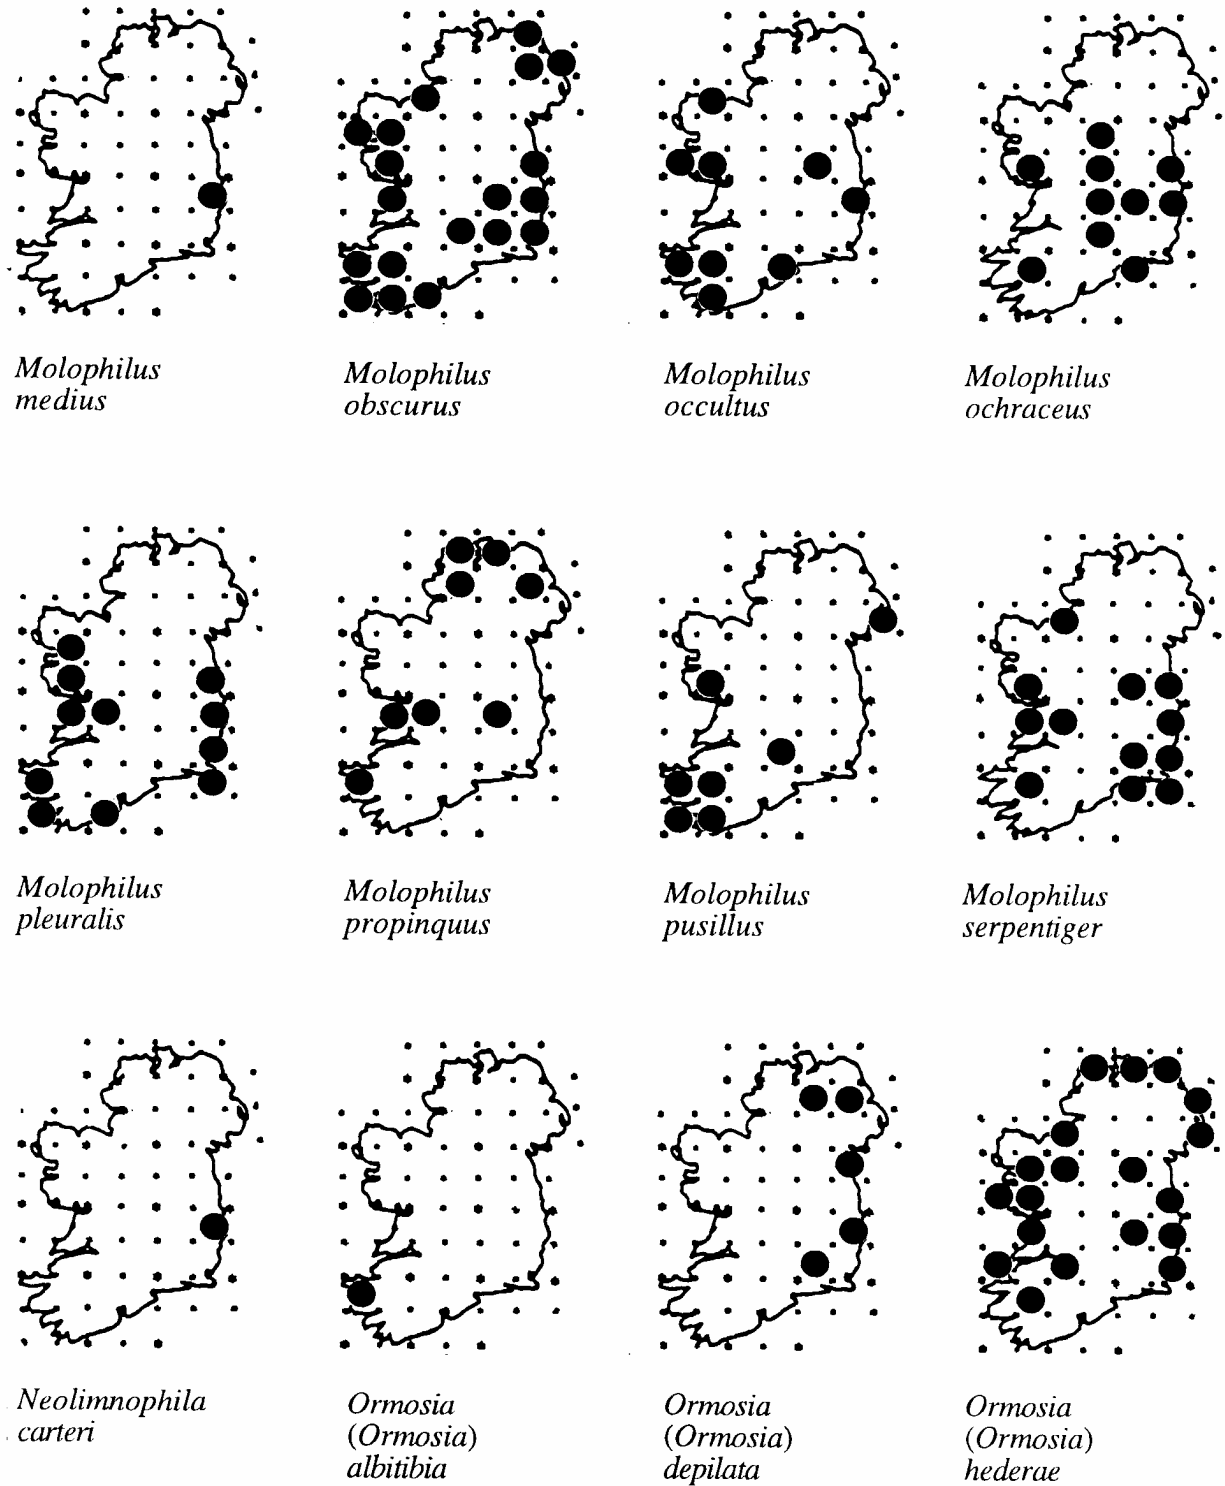 Molophilus
medius
Molophilus
obscurus
Molophilus
occultus
Molophilus
ochraceus
Molophilus
pleuralis
Molophilus
propinquus
Molophilus
pusillus
Molophilus
serpentiger
Neolimnophila
carteri
Ormosia
(Ormosia)
albitibia
Ormosia
(Ormosia)
depilata
Ormosia
(Ormosia)
hederae